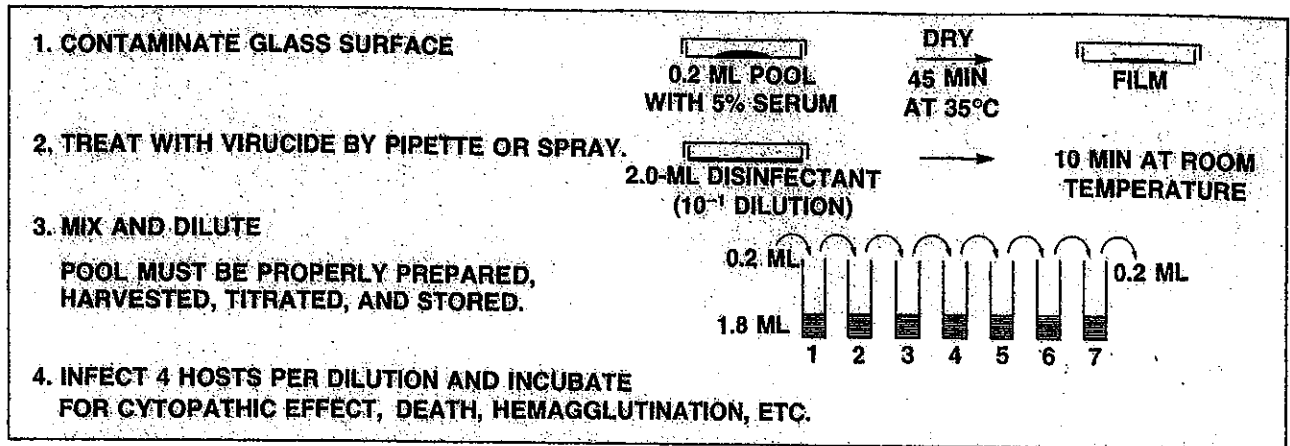 1. CONTAMINATE GLASS SURFACE
0.2 ML POOL
WITH 5% SERUM
DRY
45 MIN
AT 35°C
FILM
2. TREAT WITH VIRUCIDE BY PIPETTE OR SPRAY.
2.0-ML DISINFECTANT
(10⁻¹ DILUTION)
10 MIN AT ROOM
TEMPERATURE
3. MIX AND DILUTE
POOL MUST BE PROPERLY PREPARED,
HARVESTED, TITRATED, AND STORED.
0.2 ML
0.2 ML
1.8 ML
1 2 3 4 5 6 7
4. INFECT 4 HOSTS PER DILUTION AND INCUBATE
FOR CYTOPATHIC EFFECT, DEATH, HEMAGGLUTINATION, ETC.